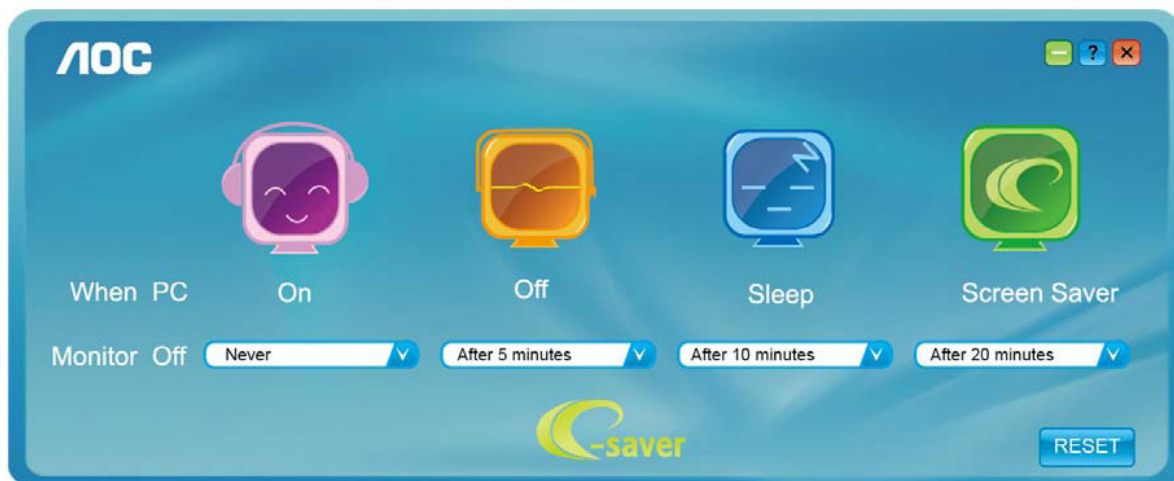 AOC
?
When PC On Off Sleep Screen Saver
Monitor Off Never After 5 minutes After 10 minutes After 20 minutes
e-saver
RESET